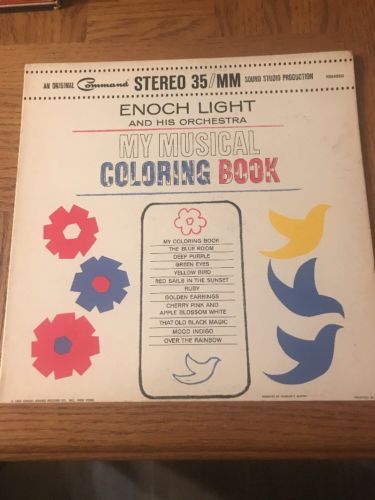 AN ORIGINAL Command STEREO 35/MM SOUND STUDIO PRODUCTION
ENOCH LIGHT
AND HIS ORCHESTRA
MY MUSICAL
COLORING BOOK
MY COLORING BOOK
THE BLUE ROOM
DEEP PURPLE
GREEN EYES
YELLOW BIRD
RED SAILS IN THE SUNSET
RUBY
GOLDEN EARRINGS
CHERRY PINK AND
APPLE BLOSSOM WHITE
THAT OLD BLACK MAGIC
MOOD INDIGO
OVER THE RAINBOW